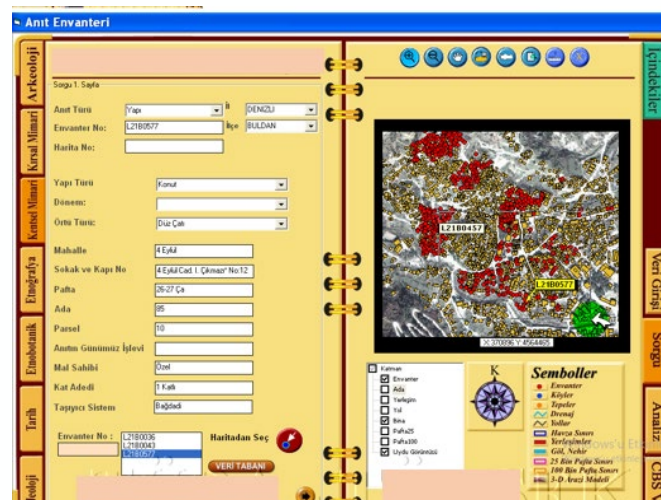 Anıt Envanteri
Arkeoloji
Kırsal Mimari
Kentsel Mimari
Etnoğrafya
Etnobotanik
Tarih
Sorgu 1. Sayfa
Anıt Türü Yapı İl DENİZLİ
Envanter No: L21B0577 İlçe BULDAN
Harita No:
Yapı Türü Konut
Dönem:
Örtü Türü: Düz Çatı
Mahalle 4 Eylül
Sokak ve Kapı No 4 Eylül Cad. I. Çıkmaz* No:12
Pafta 26-27 Ça
Ada 85
Parsel 10
Anıtın Günümüz İşlevi
Mal Sahibi Özel
Kat Adedi 1 Katlı
Taşıyıcı Sistem Bağdadi
Envanter No : L21B0036
L21B0043
L21B0577
Haritadan Seç
VERİ TABANI
L21B0457
L21B0577
X:370896 Y:4564465
Katman
Envanter
Ada
Yerleşim
Yol
Bina
Pafta25
Pafta100
Uydu Görünümü
K
Semboller
Envanter
Köyler
Tepeler
Drenaj
Yollar
Havza Sınırı
Yerleşimler
Göl, Nehir
25 Bin Pafta Sınırı
100 Bin Pafta Sınırı
3-D Arazi Modeli
İçindekiler
Veri Girişi
Sorgu
Analiz
CBS